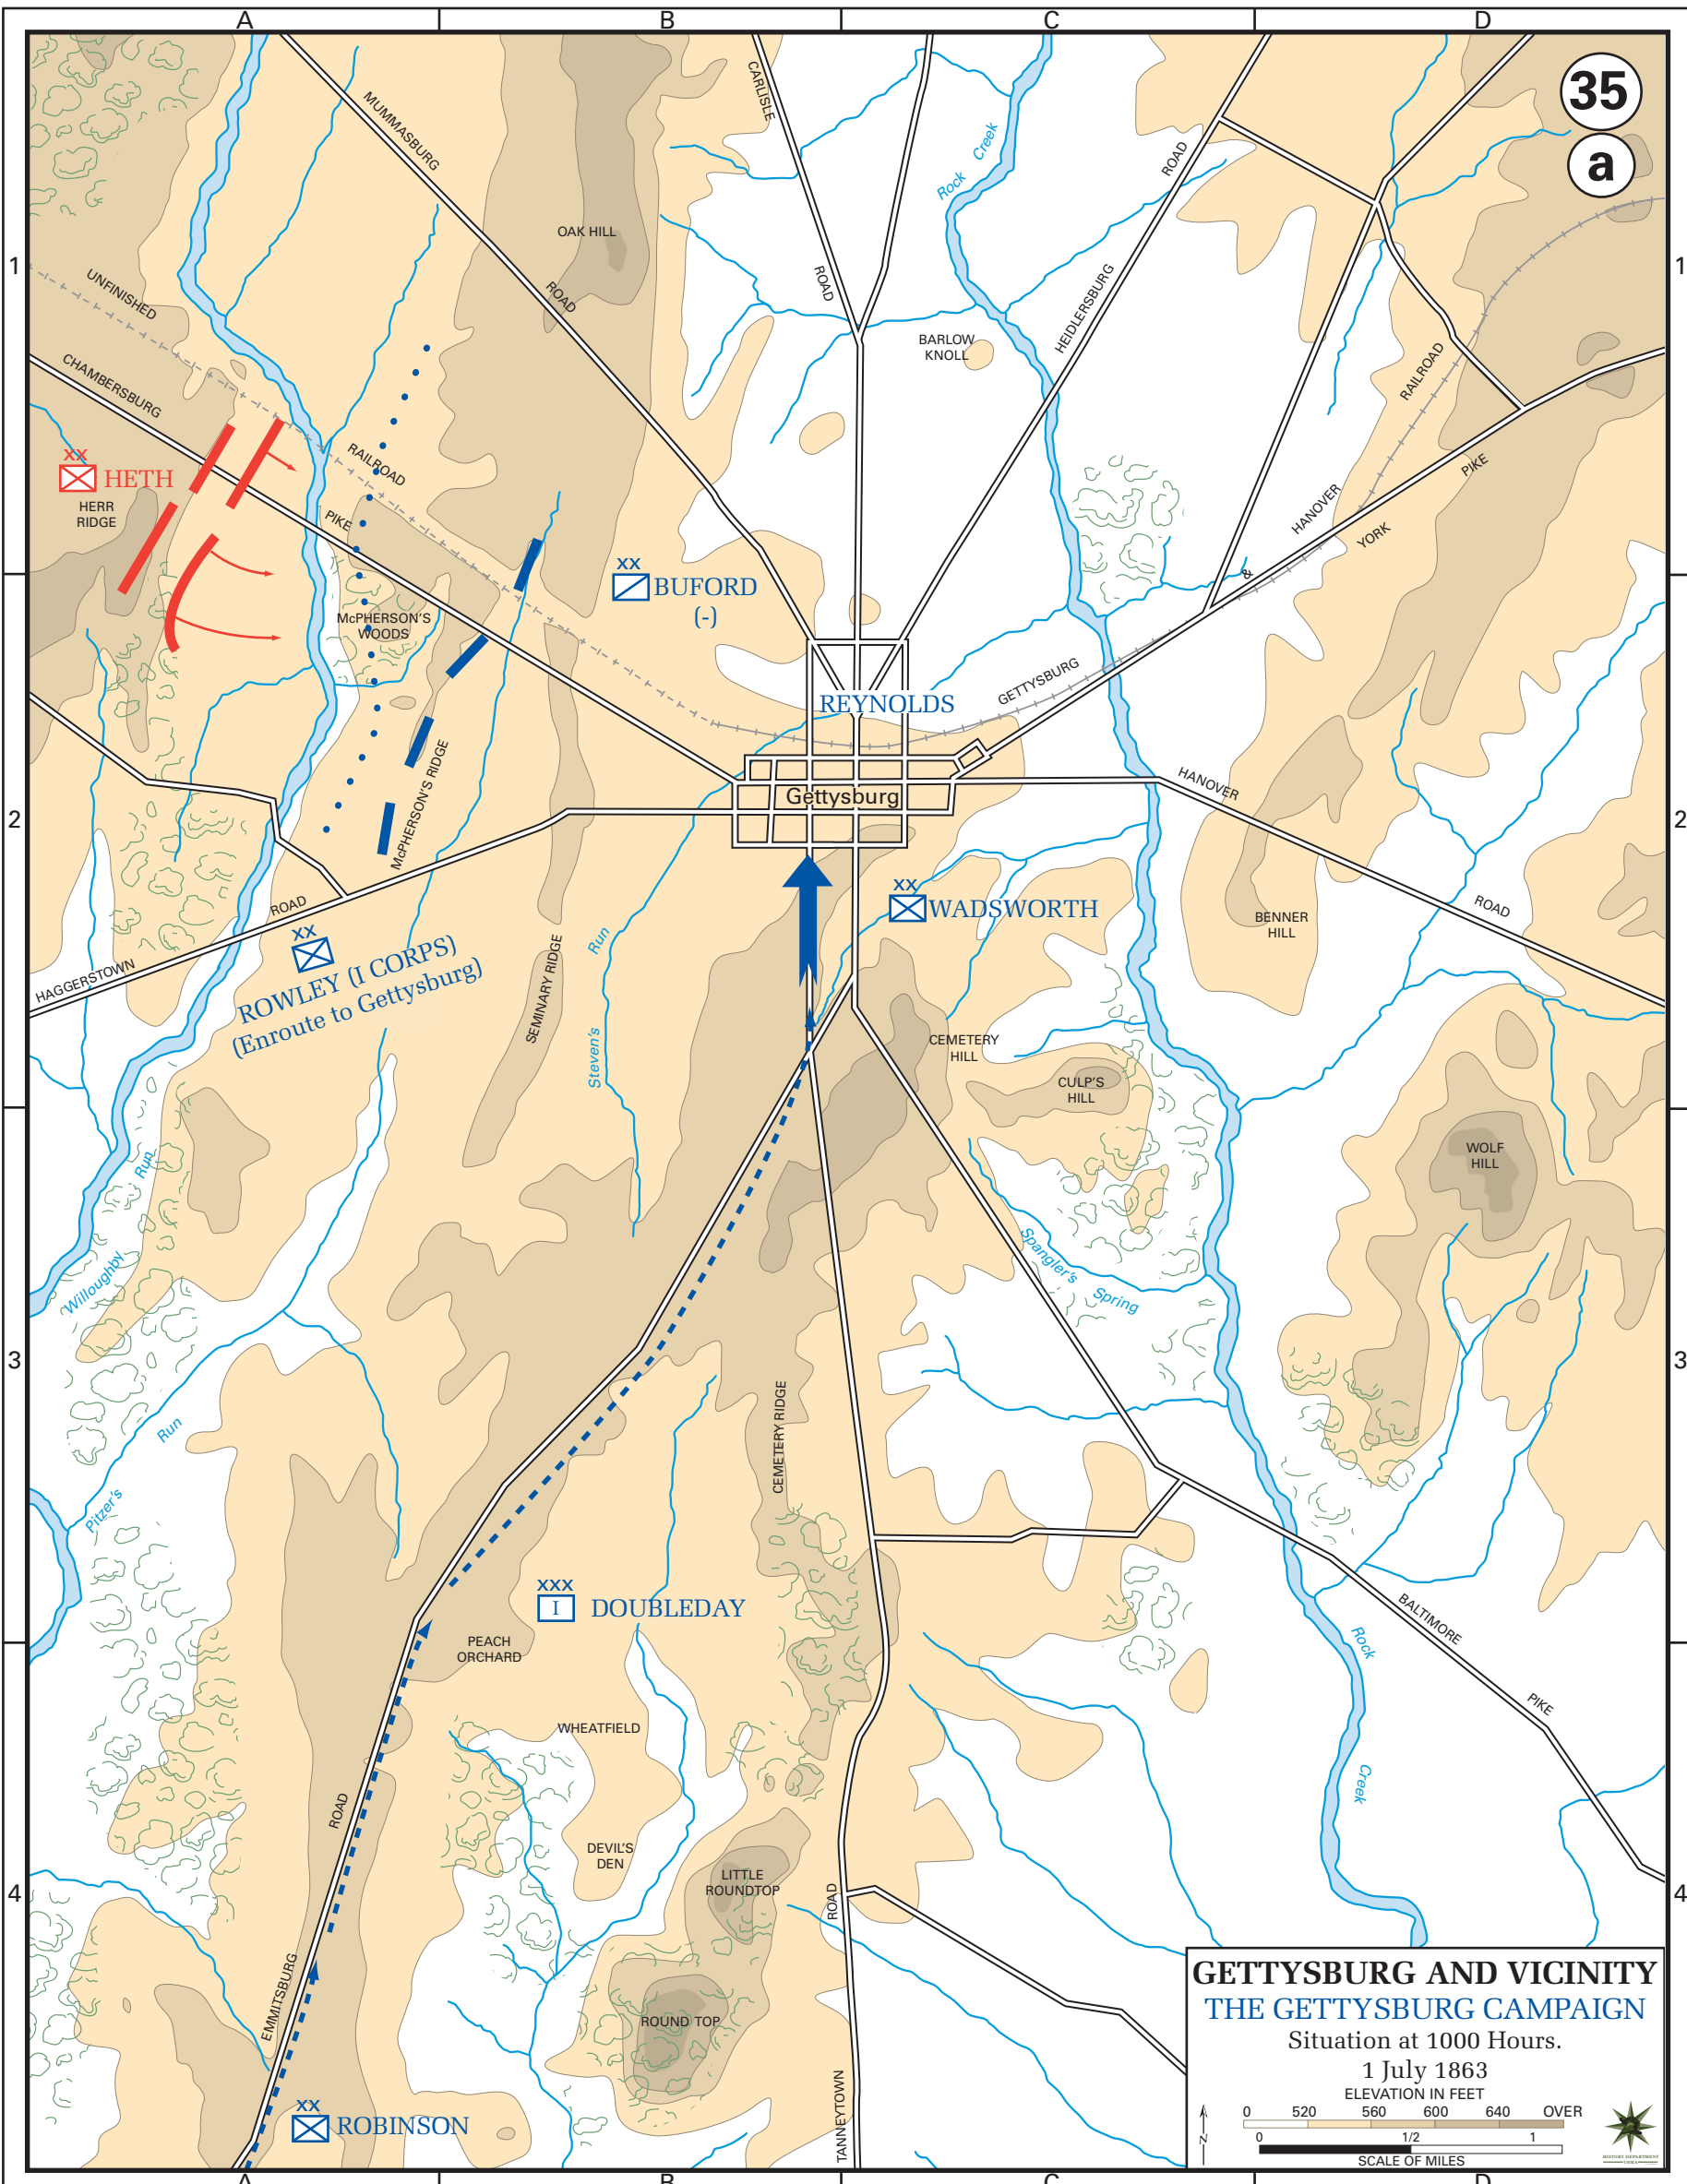 A B C D
35
a
CARLISLE
MUMMASBURG
Creek
Rock
ROAD
OAK HILL
1
1
UNFINISHED
ROAD
ROAD
HEIDLERSBURG
BARLOW
KNOLL
CHAMBERSBURG
RAILROAD
XX
HETH
HERR
RIDGE
RAILROAD
PIKE
PIKE
HANOVER
YORK
&
XX
BUFORD
(-)
McPHERSON'S
WOODS
GETTYSBURG
REYNOLDS
McPHERSON'S RIDGE
HANOVER
Gettysburg
2
2
XX
WADSWORTH
ROAD
ROAD
BENNER
HILL
XX
ROWLEY (I CORPS)
(Enroute to Gettysburg)
HAGGERSTOWN
SEMINARY RIDGE
Run
Steven's
CEMETERY
HILL
CULP'S
HILL
WOLF
HILL
Run
Willoughby
Spangler's
Spring
3
3
CEMETERY RIDGE
Run
Pitzer's
XXX
I
DOUBLEDAY
PEACH
ORCHARD
BALTIMORE
Rock
PIKE
WHEATFIELD
Creek
ROAD
DEVIL'S
DEN
LITTLE
ROUNDTOP
ROAD
4
4
EMMITSBURG
ROUND TOP
TANNEYTOWN
XX
ROBINSON
GETTYSBURG AND VICINITY
THE GETTYSBURG CAMPAIGN
Situation at 1000 Hours.
1 July 1863
ELEVATION IN FEET
0 520 560 600 640 OVER
0 1/2 1
SCALE OF MILES
N
HISTORY DEPARTMENT
USMA
A B C D